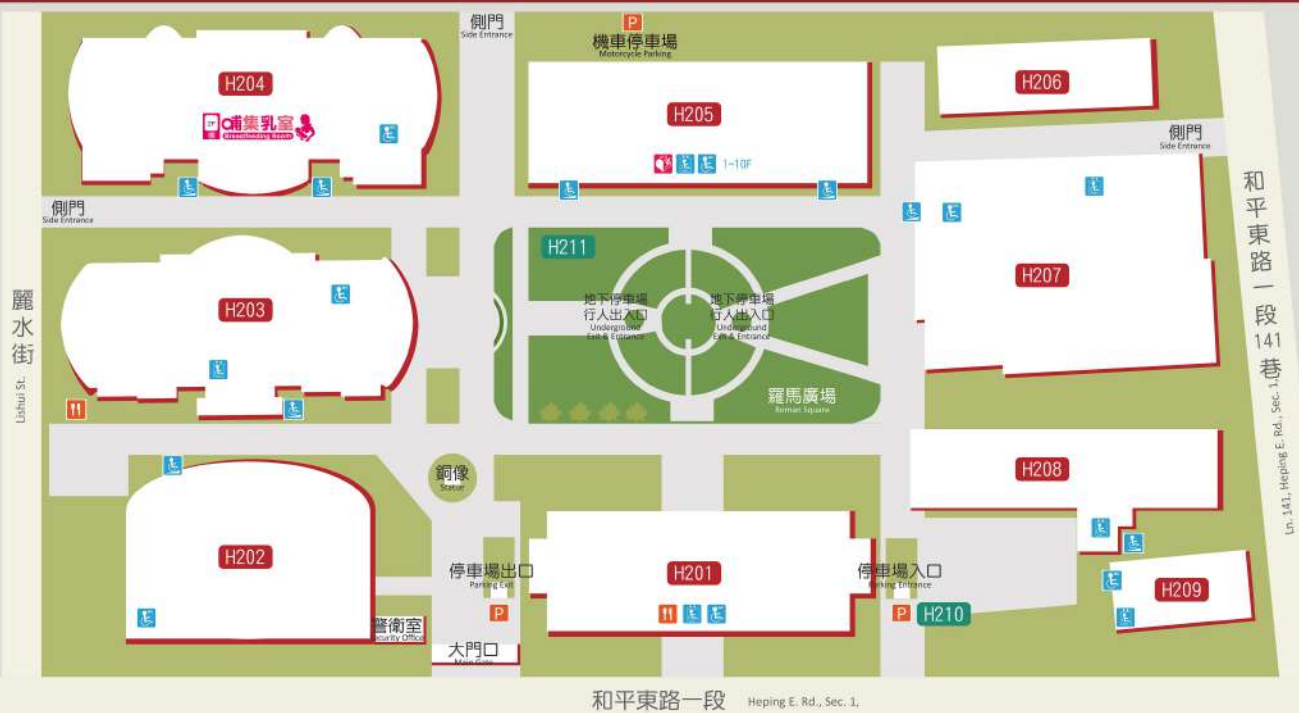 側門
Side Entrance
P
機車停車場
Motorcycle Parking
H204
2F
哺集乳室
Breastfeeding Room
H205
1-10F
H206
側門
Side Entrance
側門
Side Entrance
H211
地下停車場
行人出入口
Underground
Exit & Entrance
地下停車場
行人出入口
Underground
Exit & Entrance
羅馬廣場
Roman Square
H203
H207
麗水街
Lishui St.
和平東路一段141巷
Ln. 141, Heping E. Rd., Sec. 1,
銅像
Statue
H208
H202
停車場出口
Parking Exit
P
H201
停車場入口
Parking Entrance
P
H210
H209
警衛室
Security Office
大門口
Main Gate
和平東路一段 Heping E. Rd., Sec. 1,